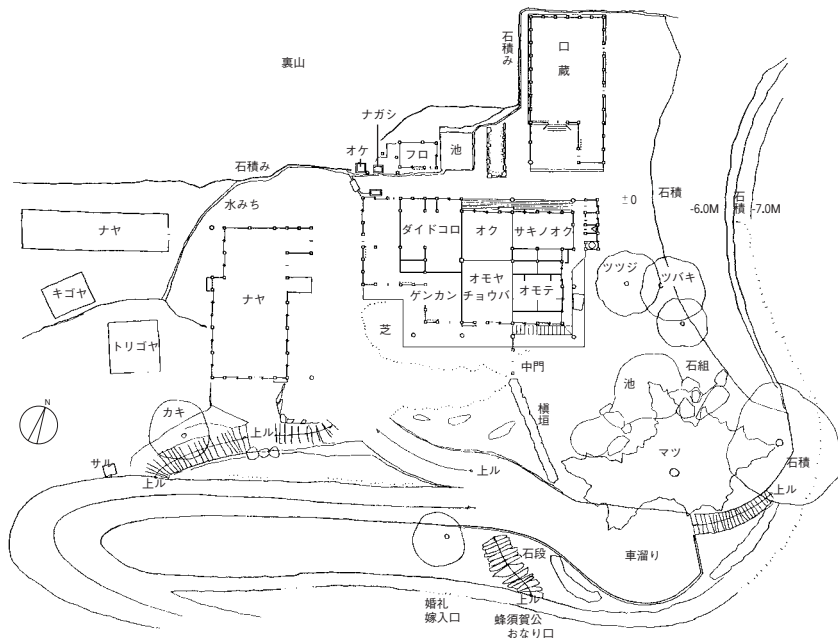 裏山
石積み
口
蔵
ナガシ
オケ
フロ
池
石積み
水みち
ナヤ
ダイドコロ
オク
サキノオク
±0
石積
-6.0M
石積
-7.0M
キゴヤ
ナヤ
ゲンカン
オモヤ
チョウバ
オモテ
ツツジ
ツバキ
トリゴヤ
芝
中門
石組
池
N
カキ
上ル
槇垣
マツ
サル
上ル
上ル
石積
上ル
石段
車溜り
上ル
婚礼
嫁入口
蜂須賀公
おなり口